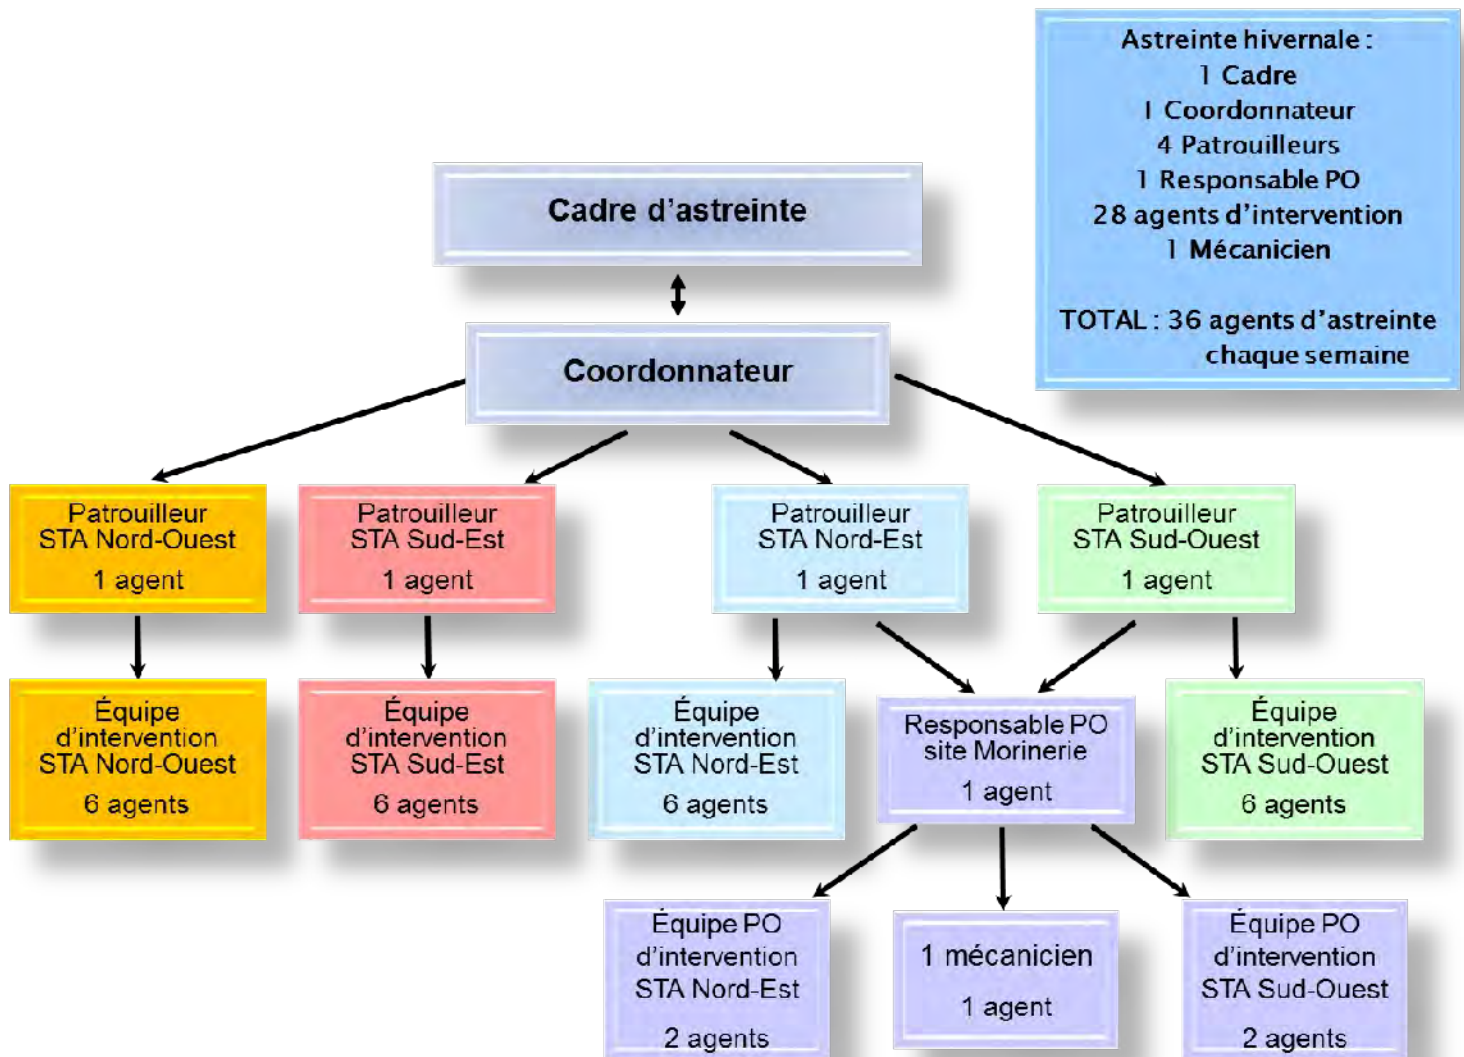 Astreinte hivernale :
1 Cadre
1 Coordonnateur
4 Patrouilleurs
1 Responsable PO
28 agents d'intervention
1 Mécanicien
TOTAL : 36 agents d'astreinte
chaque semaine
Cadre d'astreinte
Coordonnateur
Patrouilleur
STA Nord-Ouest
1 agent
Patrouilleur
STA Sud-Est
1 agent
Patrouilleur
STA Nord-Est
1 agent
Patrouilleur
STA Sud-Ouest
1 agent
Équipe
d'intervention
STA Nord-Ouest
6 agents
Équipe
d'intervention
STA Sud-Est
6 agents
Équipe
d'intervention
STA Nord-Est
6 agents
Responsable PO
site Morinerie
1 agent
Équipe
d'intervention
STA Sud-Ouest
6 agents
Équipe PO
d'intervention
STA Nord-Est
2 agents
1 mécanicien
1 agent
Équipe PO
d'intervention
STA Sud-Ouest
2 agents